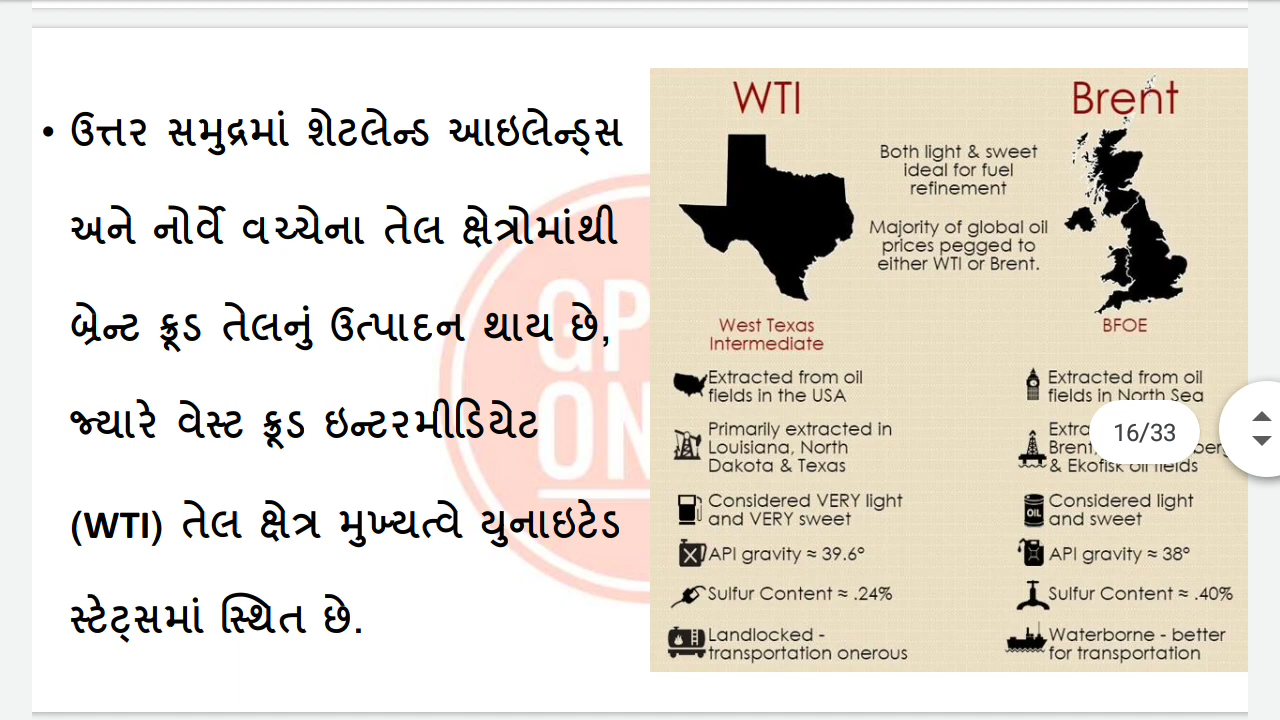 • ઉત્તર સમુદ્રમાં શેટલેન્ડ આઇલેન્ડ્સ
અને નોર્વે વચ્ચેના તેલ ક્ષેત્રોમાંથી
બ્રેન્ટ ક્રૂડ તેલનું ઉત્પાદન થાય છે,
જ્યારે વેસ્ટ ક્રૂડ ઇન્ટરમીડિયેટ
(WTI) તેલ ક્ષેત્ર મુખ્યત્વે યુનાઇટેડ
સ્ટેટ્સમાં સ્થિત છે.
WTI
Brent
Both light & sweet
ideal for fuel
refinement
Majority of global oil
prices pegged to
either WTI or Brent.
West Texas
Intermediate
BFOE
Extracted from oil
fields in the USA
Primarily extracted in
Louisiana, North
Dakota & Texas
Considered VERY light
and VERY sweet
API gravity ≈ 39.6°
Sulfur Content ≈ .24%
Landlocked -
transportation onerous
Extracted from oil
fields in North Sea
Brent,
& Ekofisk oil fields
Considered light
and sweet
API gravity ≈ 38°
OIL
Sulfur Content ≈ .40%
Waterborne - better
for transportation
16/33